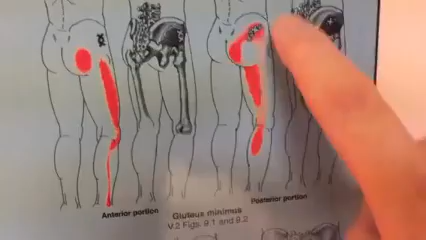 Anterior portion
Gluteus minimus
V.2 Figs. 9.1 and 9.2
Posterior portion